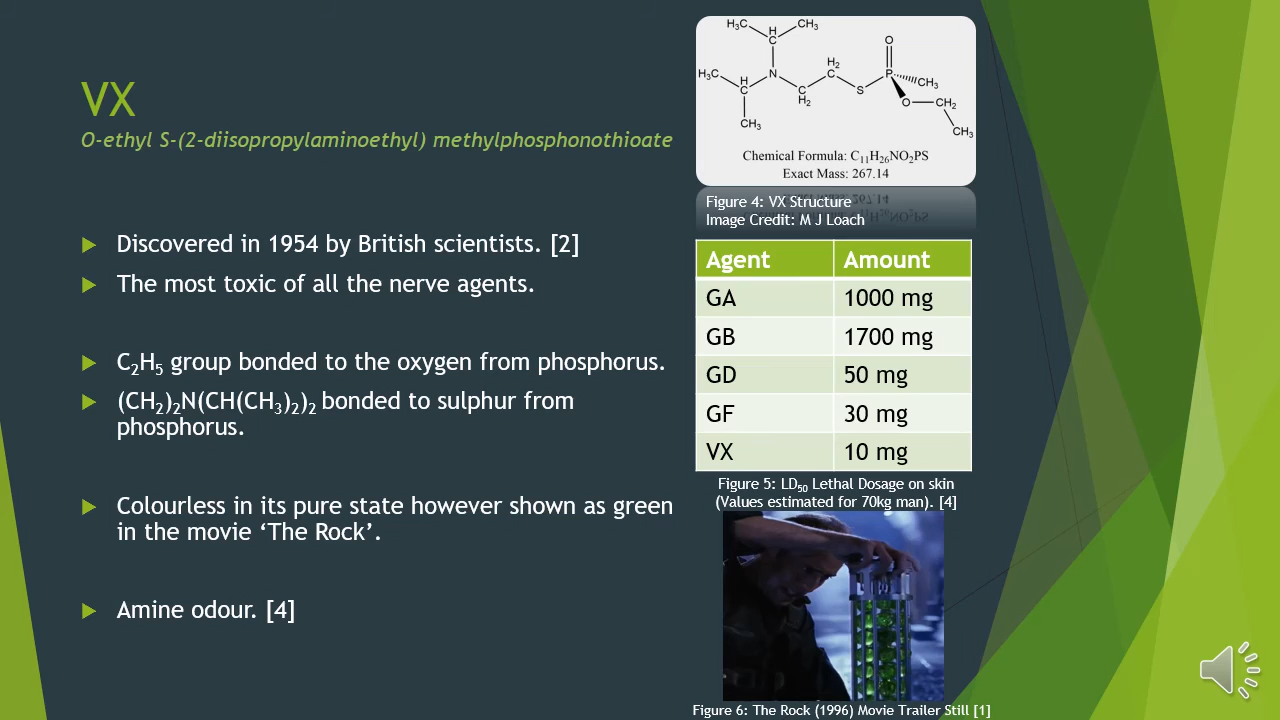 VX
O-ethyl S-(2-diisopropylaminoethyl) methylphosphonothioate
Discovered in 1954 by British scientists. [2]
The most toxic of all the nerve agents.
C₂H₅ group bonded to the oxygen from phosphorus.
(CH₂)₂N(CH(CH₃)₂)₂ bonded to sulphur from
phosphorus.
Colourless in its pure state however shown as green
in the movie ‘The Rock’.
Amine odour. [4]
H₃C H C CH₃ O
H₃C H C N H₂ C P CH₃
C H₂ S O CH₂
CH₃ CH₃
Chemical Formula: C₁₁H₂₆NO₂PS
Exact Mass: 267.14
Figure 4: VX Structure
Image Credit: M J Loach
Agent Amount
GA 1000 mg
GB 1700 mg
GD 50 mg
GF 30 mg
VX 10 mg
Figure 5: LD₅₀ Lethal Dosage on skin
(Values estimated for 70kg man). [4]
Figure 6: The Rock (1996) Movie Trailer Still [1]